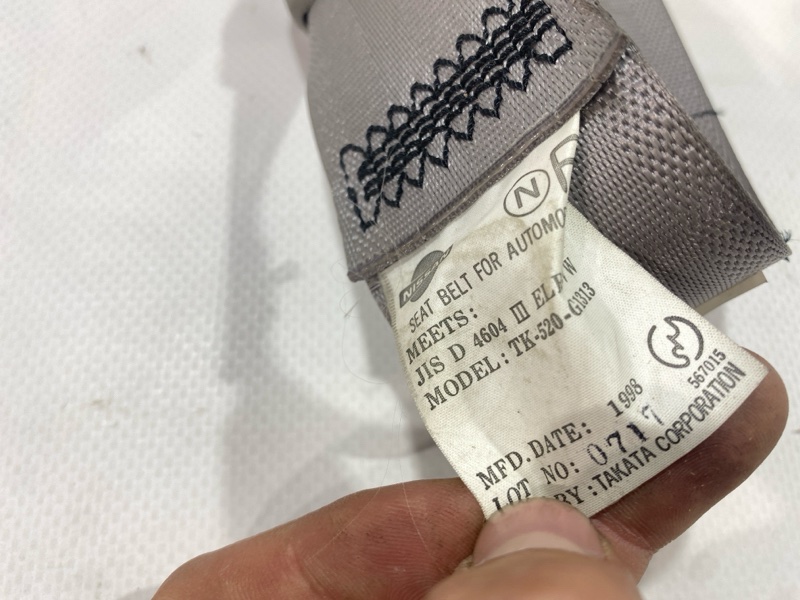 N
NISSAN
SEAT BELT FOR AUTOMO
MEETS:
JIS D 4604 III EL W
MODEL: TK-520-G1313
567015
MFD. DATE: 1998
LOT NO: 0717
BY: TAKATA CORPORATION